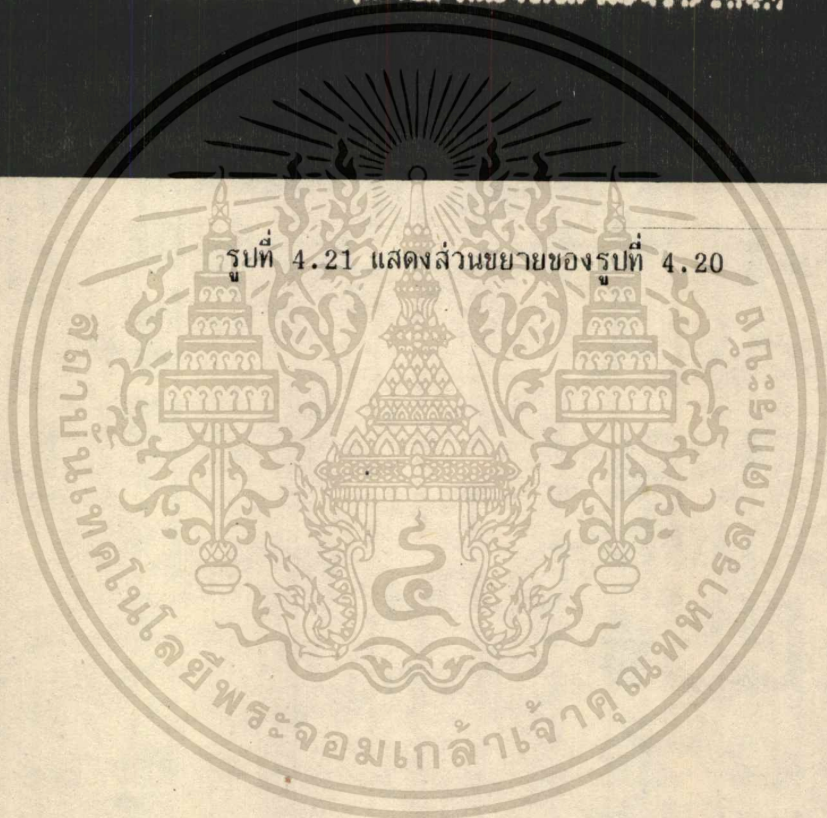 รูปที่ 4.21 แสดงส่วนขยายของรูปที่ 4.20
สถาบันเทคโนโลยีพระจอมเกล้าเจ้าคุณทหารลาดกระบัง